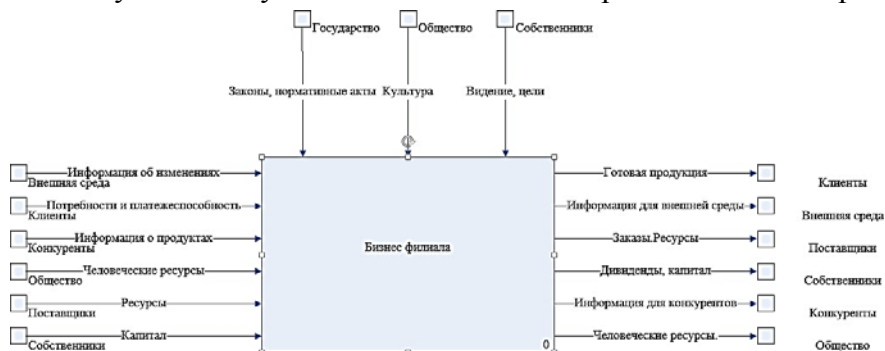 Государство
Общество
Собственники
Законы, нормативные акты
Культура
Видение, цели
Информация об изменениях
Внешняя среда
Потребности и платежеспособность
Клиенты
Информация о продуктах
Конкуренты
Человеческие ресурсы
Общество
Ресурсы
Поставщики
Капитал
Собственники
Бизнес филиала
0
Готовая продукция
Клиенты
Информация для внешней среды
Внешняя среда
Заказы.Ресурсы
Поставщики
Дивиденды, капитал
Собственники
Информация для конкурентов
Конкуренты
Человеческие ресурсы.
Общество